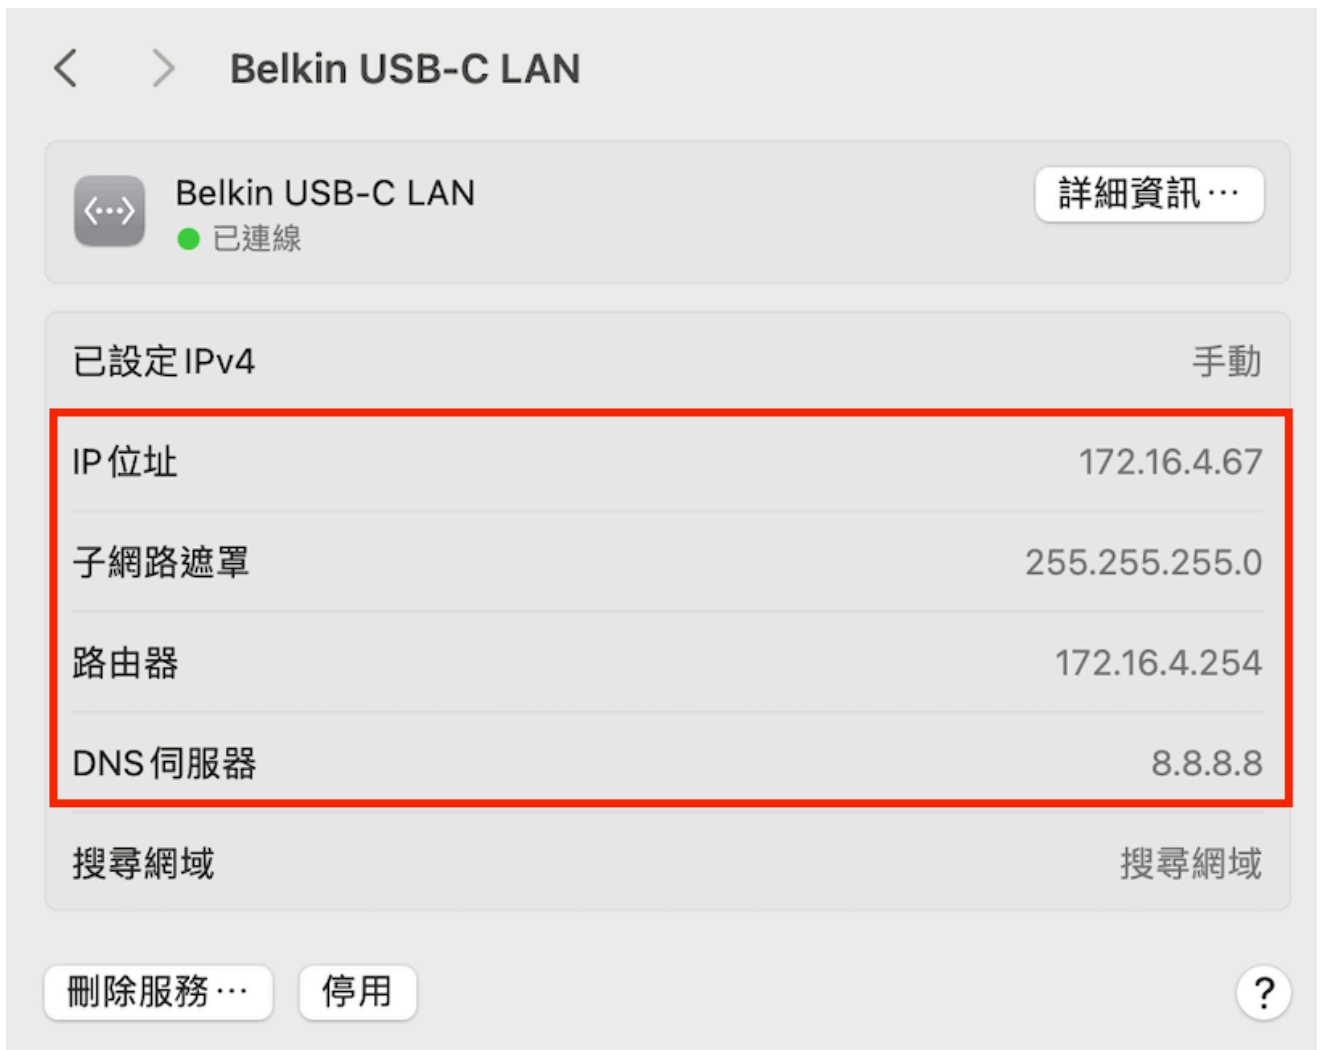 Belkin USB-C LAN
Belkin USB-C LAN
詳細資訊…
已連線
已設定IPv4
手動
IP位址
172.16.4.67
子網路遮罩
255.255.255.0
路由器
172.16.4.254
DNS伺服器
8.8.8.8
搜尋網域
搜尋網域
刪除服務…
停用
?